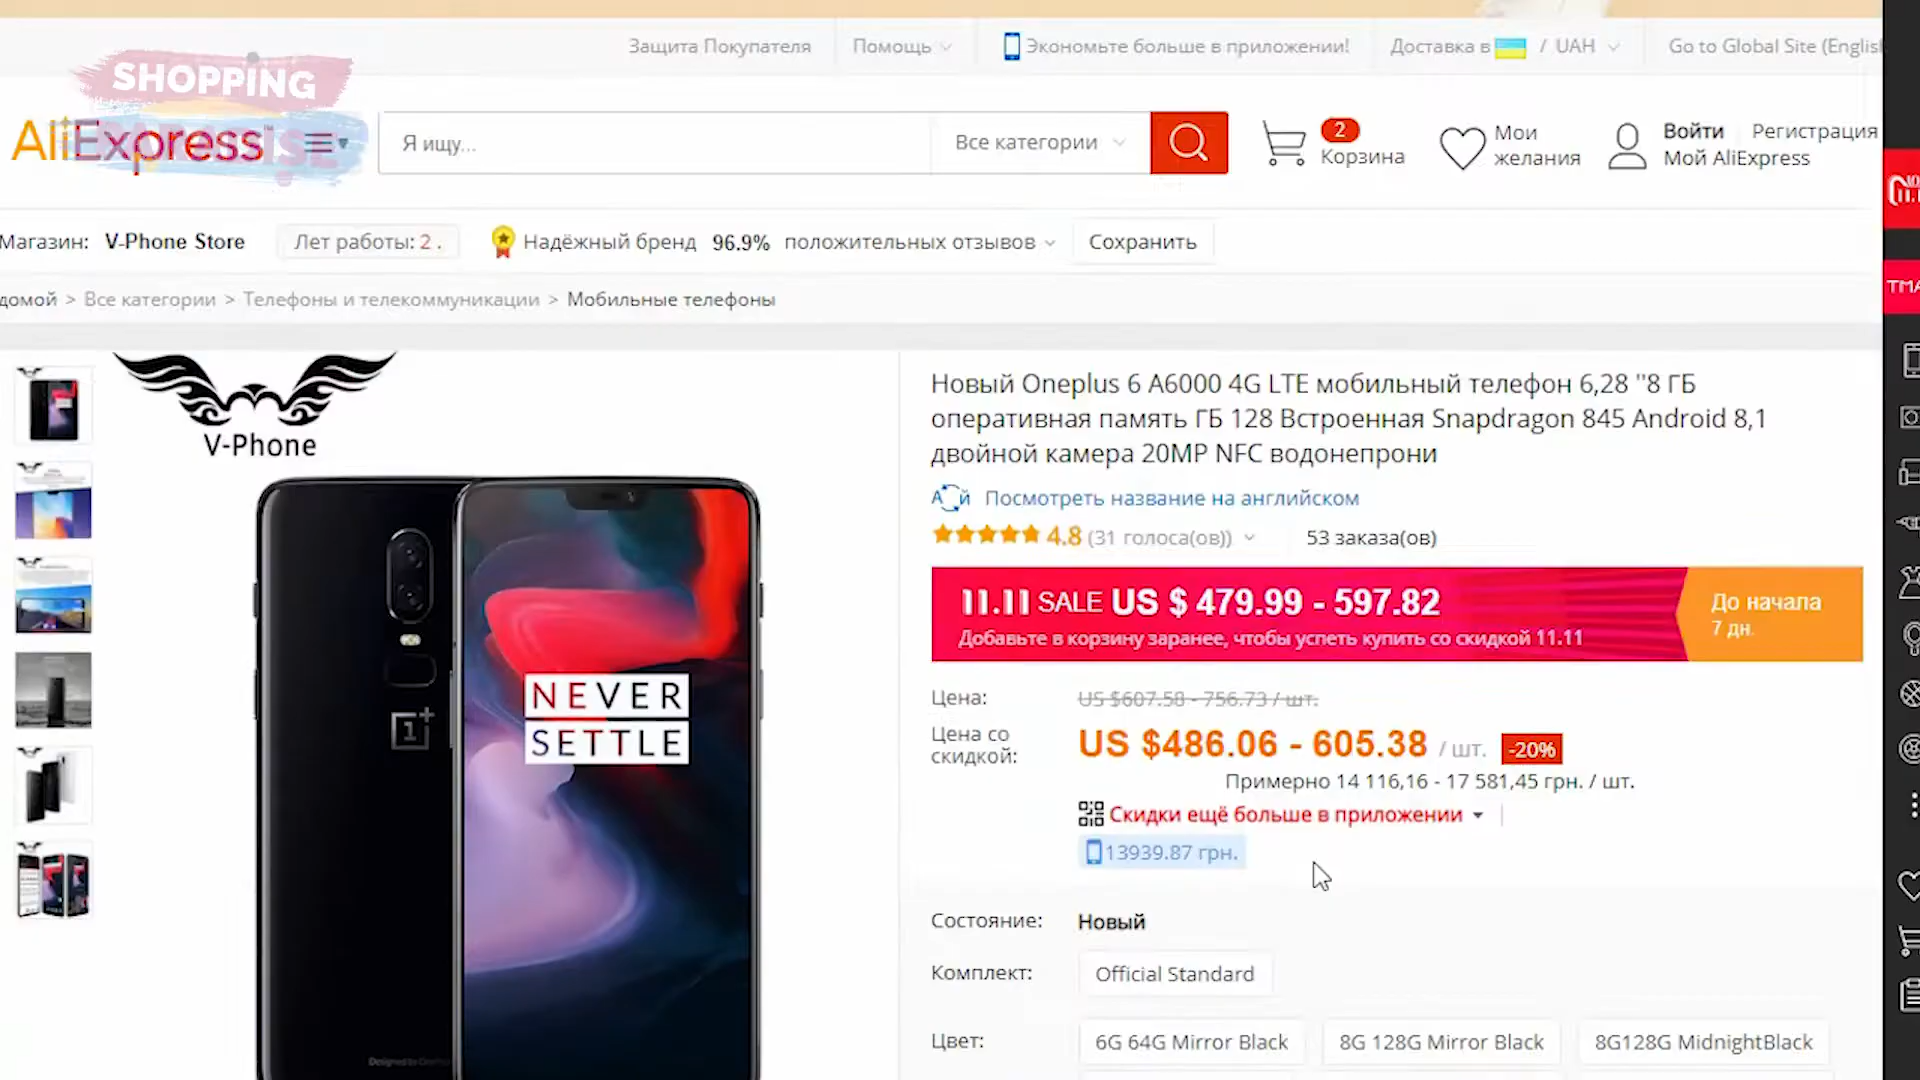 Защита Покупателя
Помощь
Экономьте больше в приложении!
Доставка в / UAH
Go to Global Site (English
SHOPPING
AliExpress
Я ищу...
Все категории
2
Корзина
Мои желания
Войти
Регистрация
Мой AliExpress
Магазин: V-Phone Store
Лет работы: 2 .
Надёжный бренд 96.9% положительных отзывов
Сохранить
домой > Все категории > Телефоны и телекоммуникации > Мобильные телефоны
V-Phone
NEVER
SETTLE
Новый Oneplus 6 A6000 4G LTE мобильный телефон 6,28 "8 ГБ
оперативная память ГБ 128 Встроенная Snapdragon 845 Android 8,1
двойной камера 20MP NFC водонепрони
Посмотреть название на английском
4.8 (31 голоса(ов))
53 заказа(ов)
11.11 SALE US $ 479.99 - 597.82
Добавьте в корзину заранее, чтобы успеть купить со скидкой 11.11
До начала
7 дн.
Цена:
US $607.58 - 756.73 / шт.
Цена со
скидкой:
US $486.06 - 605.38 / шт. -20%
Примерно 14 116,16 - 17 581,45 грн. / шт.
Скидки ещё больше в приложении
13939.87 грн.
Состояние: Новый
Комплект: Official Standard
Цвет: 6G 64G Mirror Black
8G 128G Mirror Black
8G128G MidnightBlack